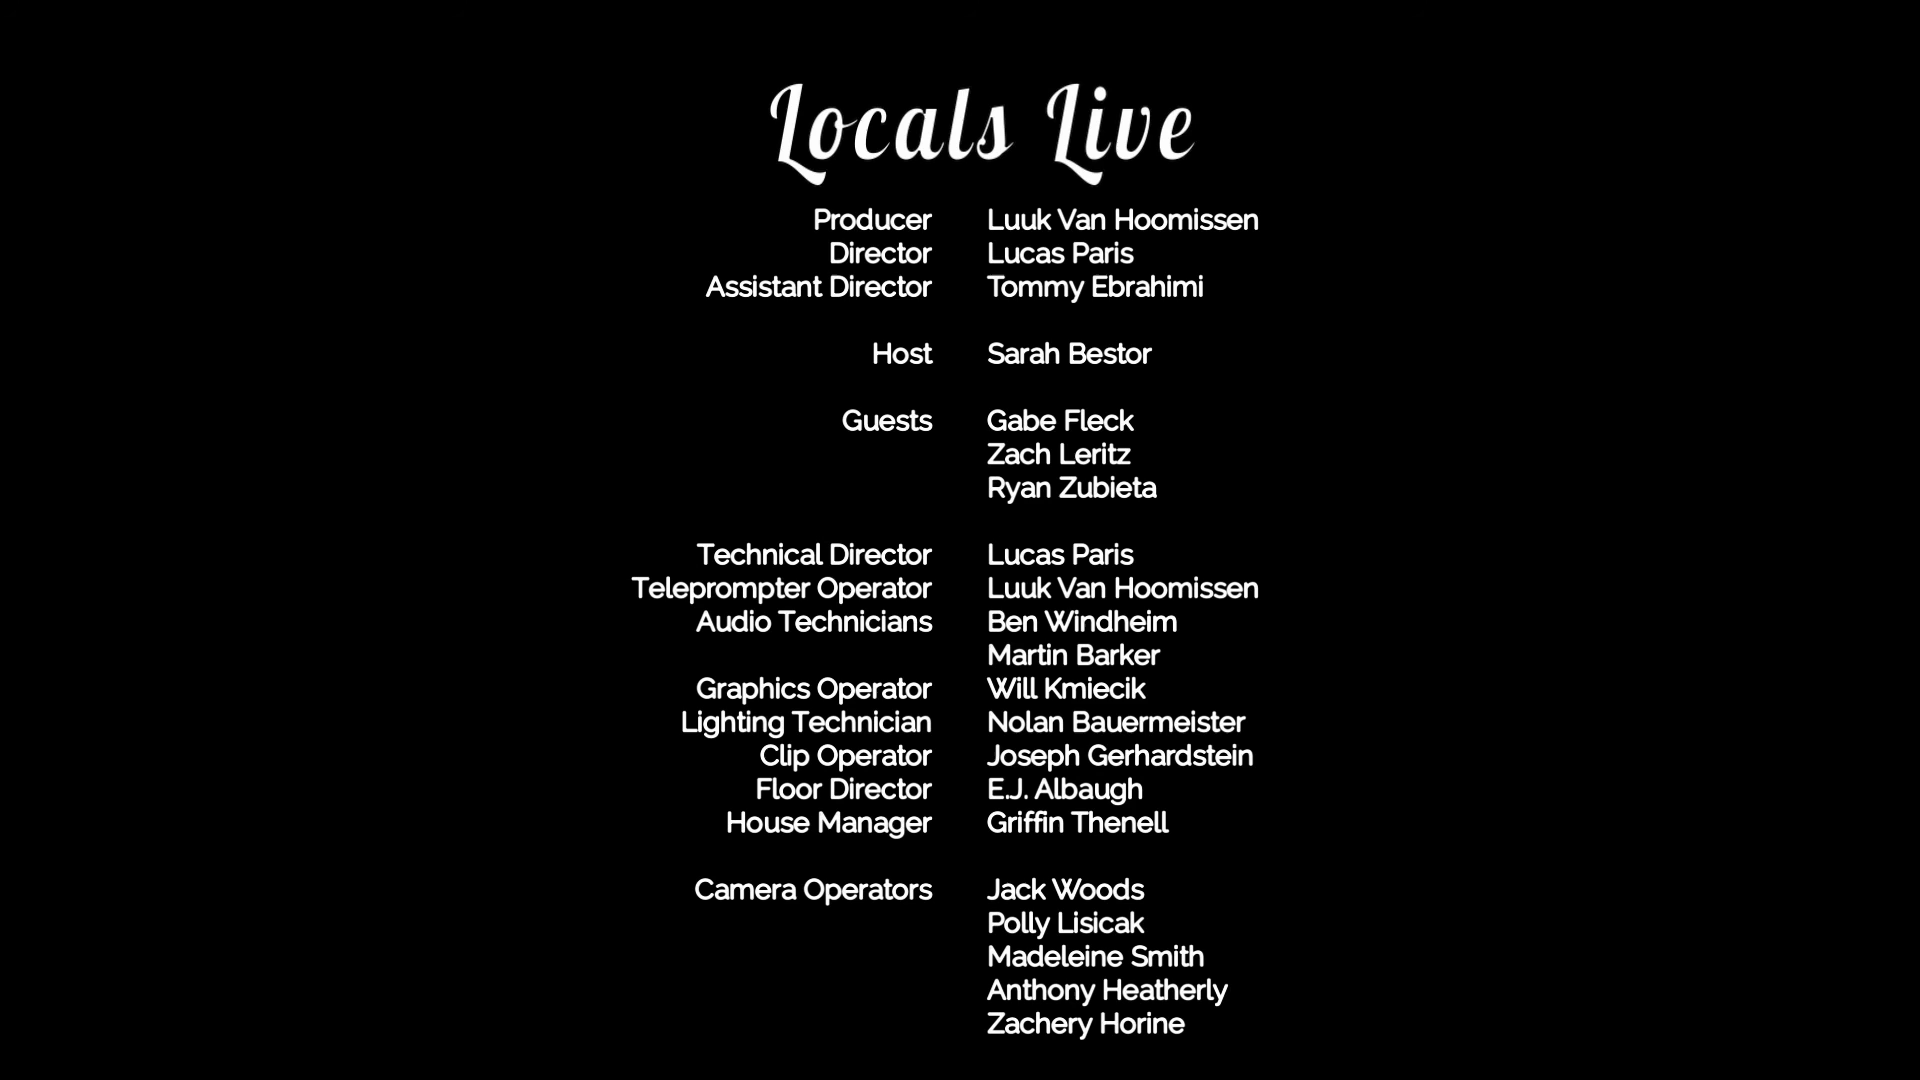 Locals Live
Producer Luuk Van Hoomissen
Director Lucas Paris
Assistant Director Tommy Ebrahimi
Host Sarah Bestor
Guests Gabe Fleck
Zach Leritz
Ryan Zubieta
Technical Director Lucas Paris
Teleprompter Operator Luuk Van Hoomissen
Audio Technicians Ben Windheim
Martin Barker
Graphics Operator Will Kmiecik
Lighting Technician Nolan Bauermeister
Clip Operator Joseph Gerhardstein
Floor Director E.J. Albaugh
House Manager Griffin Thenell
Camera Operators Jack Woods
Polly Lisicak
Madeleine Smith
Anthony Heatherly
Zachery Horine